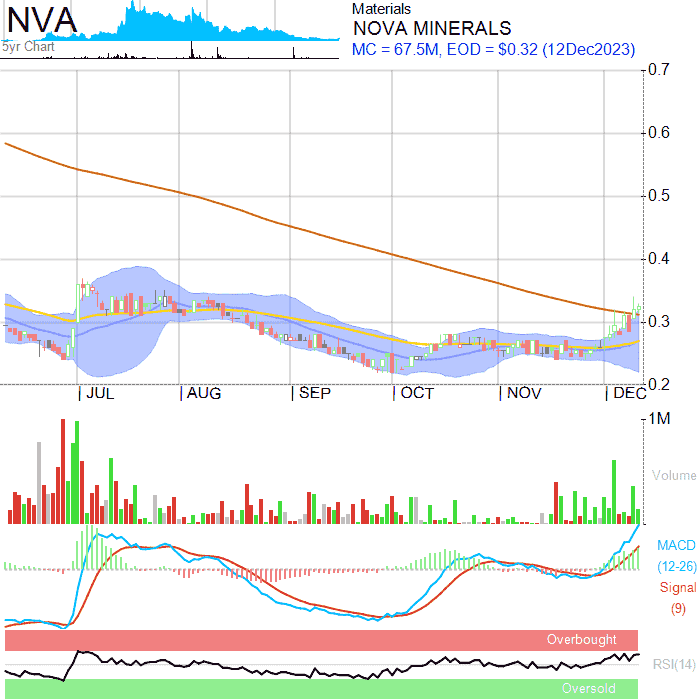 NVA
5yr Chart
Materials
NOVA MINERALS
MC = 67.5M, EOD = $0.32 (12Dec2023)
0.7
0.6
0.5
0.4
0.3
0.2
JUL AUG SEP OCT NOV DEC
1M
Volume
MACD
(12-26)
Signal
(9)
Overbought
RSI(14)
Oversold